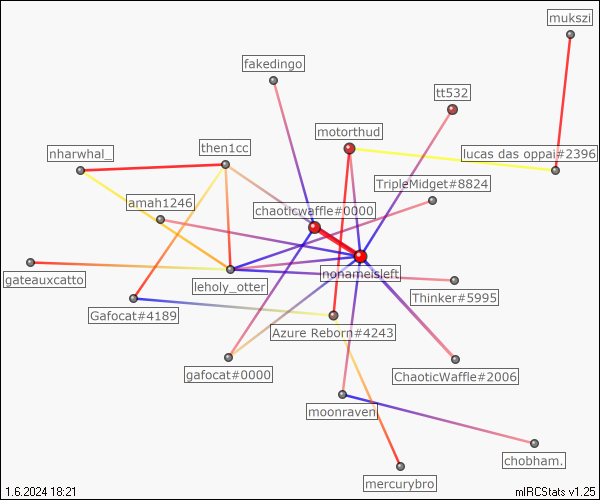 mukszi
fakedingo
tt532
motorthud
then1cc
nharwhal_
lucas das oppai#2396
TripleMidget#8824
amah1246
chaoticwaffle#0000
nonameisleft
gateauxcatto
leholy_otter
Thinker#5995
Gafocat#4189
Azure Reborn#4243
gafocat#0000
ChaoticWaffle#2006
moonraven
chobham.
mercurybro
1.6.2024 18:21
mIRCStats v1.25